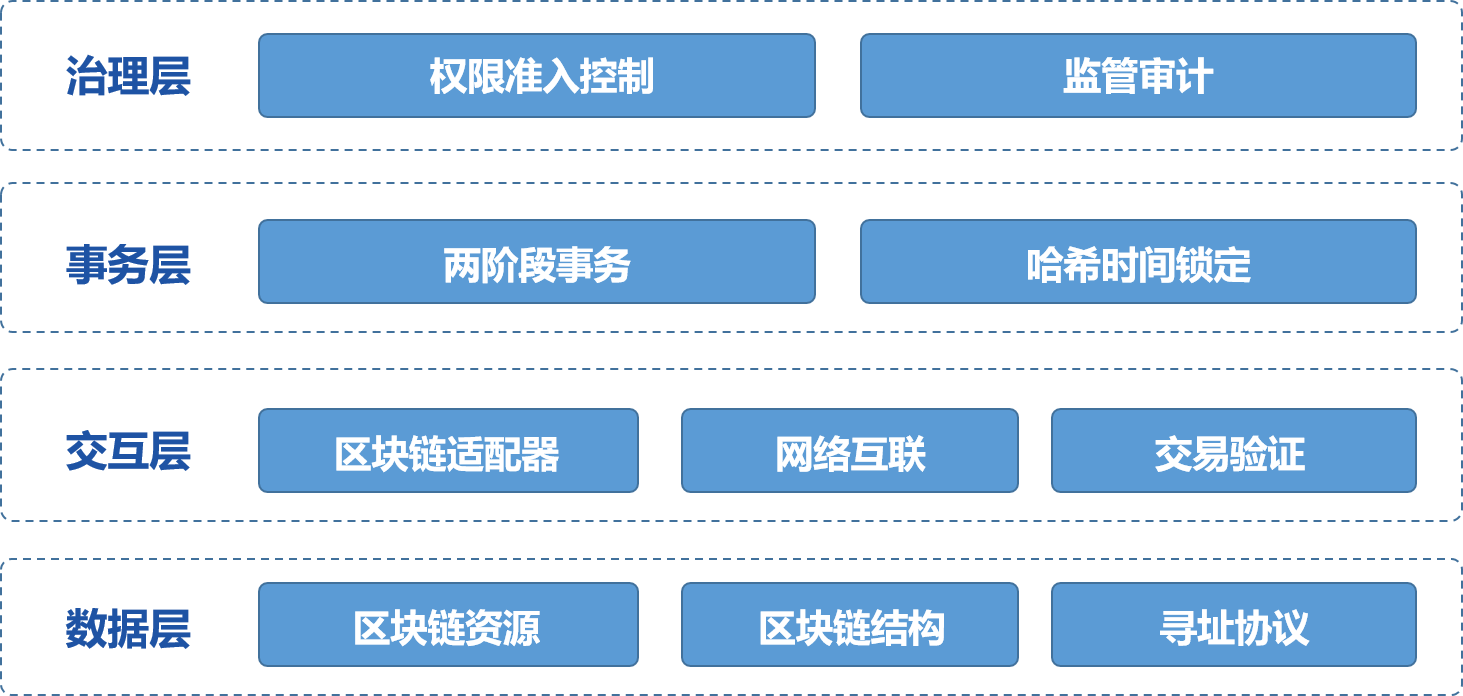 治理层
权限准入控制
监管审计
事务层
两阶段事务
哈希时间锁定
交互层
区块链适配器
网络互联
交易验证
数据层
区块链资源
区块链结构
寻址协议